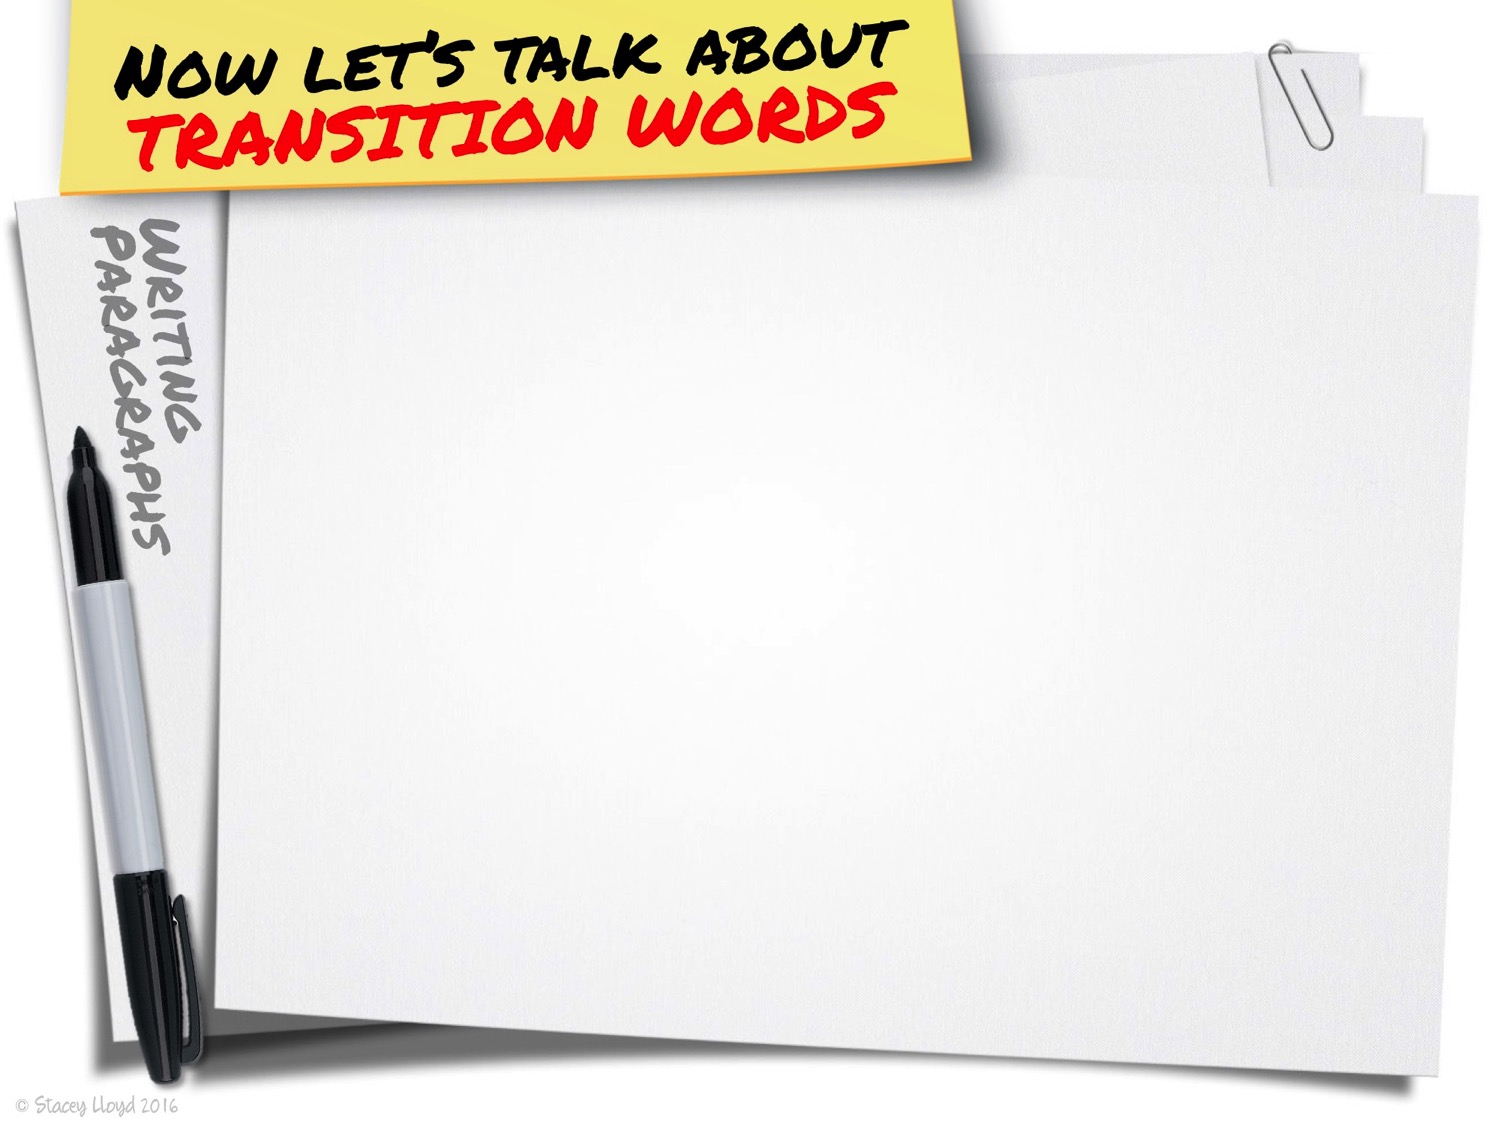 NOW LET'S TALK ABOUT
TRANSITION WORDS
WRITING
PARAGRAPHS
© Stacey Lloyd 2016